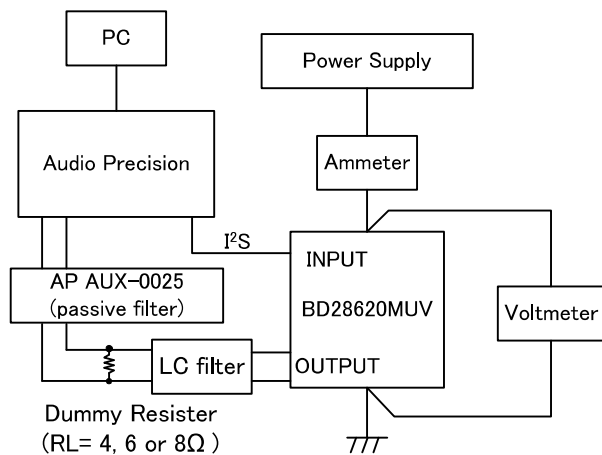 PC
Power Supply
Audio Precision
Ammeter
I²S
INPUT
AP AUX-0025
(passive filter)
BD28620MUV
Voltmeter
LC filter
OUTPUT
Dummy Resister
(RL= 4, 6 or 8Ω )